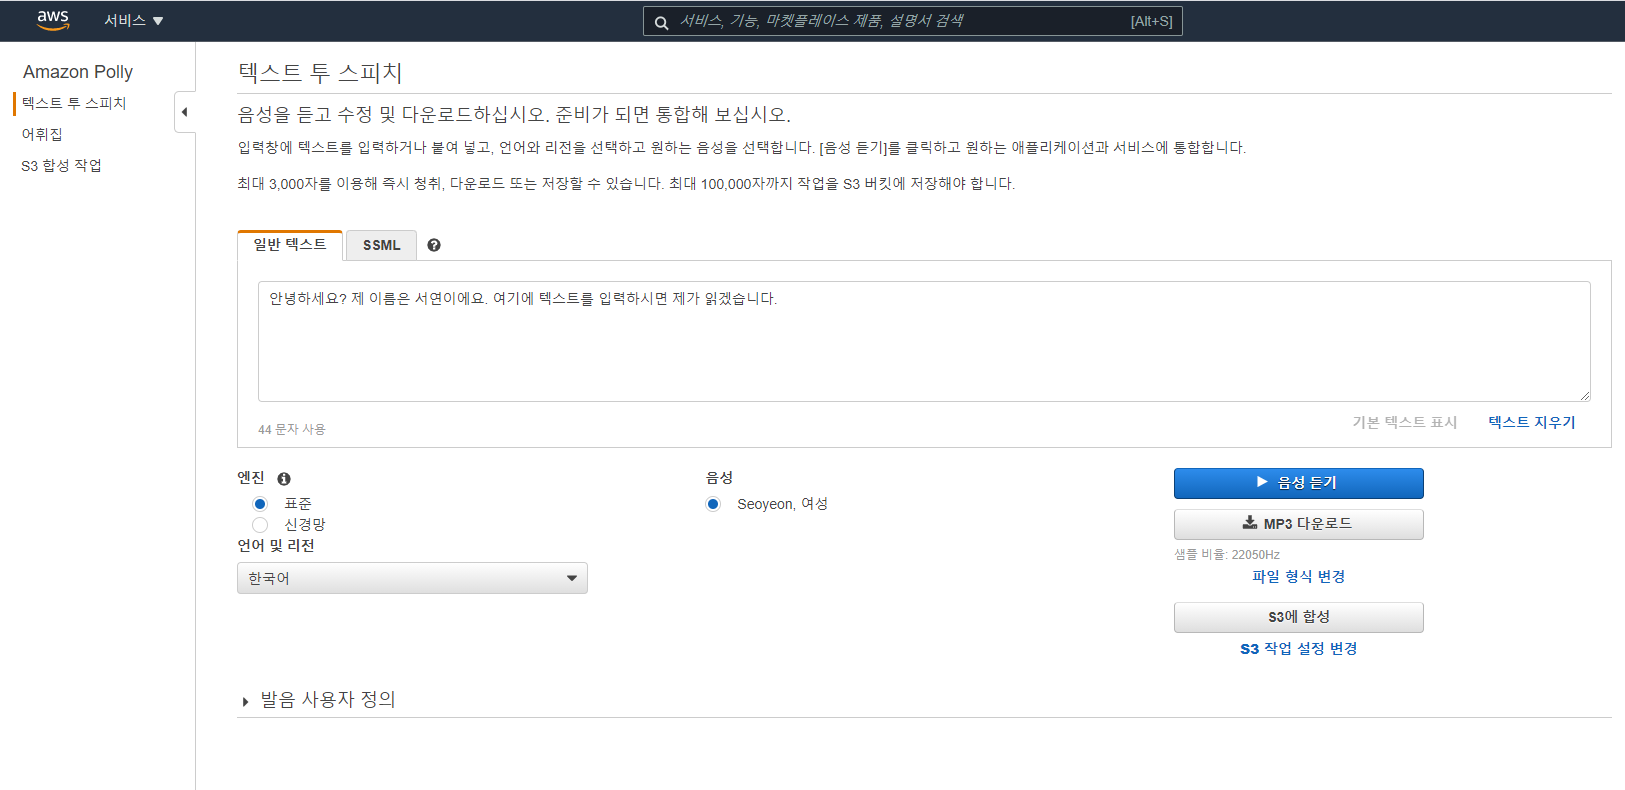 aws 서비스 서비스, 기능, 마켓플레이스 제품, 설명서 검색 [Alt+S]
Amazon Polly
텍스트 투 스피치
어휘집
S3 합성 작업
텍스트 투 스피치
음성을 듣고 수정 및 다운로드하십시오. 준비가 되면 통합해 보십시오.
입력창에 텍스트를 입력하거나 붙여 넣고, 언어와 리전을 선택하고 원하는 음성을 선택합니다. [음성 듣기]를 클릭하고 원하는 애플리케이션과 서비스에 통합합니다.
최대 3,000자를 이용해 즉시 청취, 다운로드 또는 저장할 수 있습니다. 최대 100,000자까지 작업을 S3 버킷에 저장해야 합니다.
일반 텍스트 SSML
안녕하세요? 제 이름은 서연이에요. 여기에 텍스트를 입력하시면 제가 읽겠습니다.
44 문자 사용 기본 텍스트 표시 텍스트 지우기
엔진
표준
신경망
언어 및 리전
한국어
음성
Seoyeon, 여성
음성 듣기
MP3 다운로드
샘플 비율: 22050Hz
파일 형식 변경
S3에 합성
S3 작업 설정 변경
발음 사용자 정의